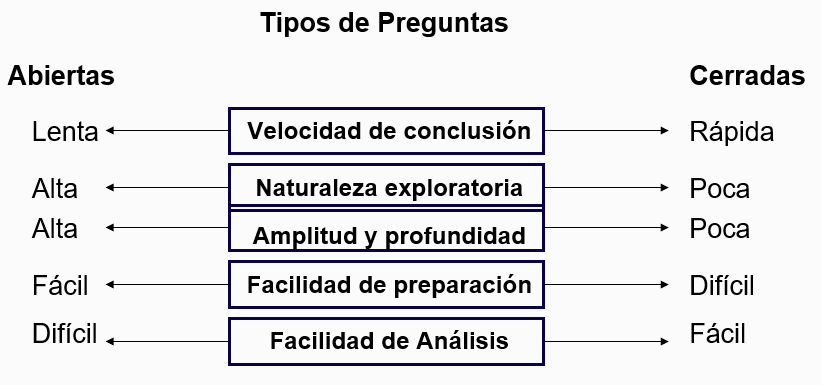 Tipos de Preguntas
Abiertas Cerradas
Lenta Velocidad de conclusión Rápida
Alta Naturaleza exploratoria Poca
Alta Amplitud y profundidad Poca
Fácil Facilidad de preparación Difícil
Difícil Facilidad de Análisis Fácil